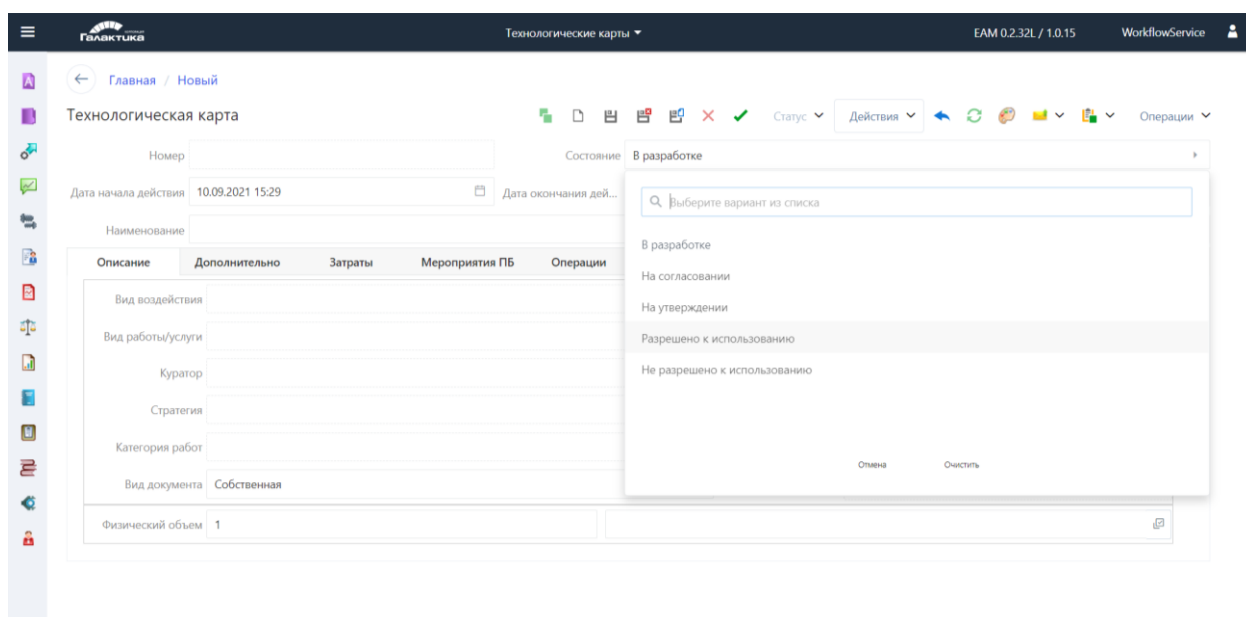 Галактика
Технологические карты
EAM 0.2.32L / 1.0.15
WorkflowService
Главная / Новый
Технологическая карта
Статус
Действия
Операции
Номер
Состояние В разработке
Дата начала действия 10.09.2021 15:29
Дата окончания дей...
Выберите вариант из списка
Наименование
В разработке
Описание Дополнительно Затраты Мероприятия ПБ Операции
На согласовании
Вид воздействия
На утверждении
Вид работы/услуги
Разрешено к использованию
Куратор
Не разрешено к использованию
Стратегия
Категория работ
Отмена Очистить
Вид документа Собственная
Физический объем 1